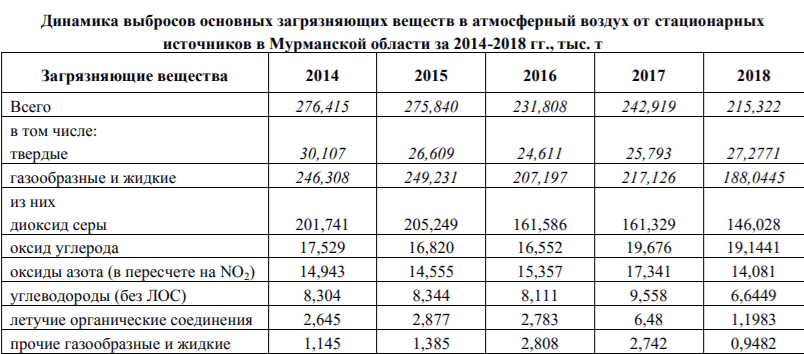 Динамика выбросов основных загрязняющих веществ в атмосферный воздух от стационарных
источников в Мурманской области за 2014-2018 гг., тыс. т
Загрязняющие вещества 2014 2015 2016 2017 2018
Всего 276,415 275,840 231,808 242,919 215,322
в том числе:
твердые 30,107 26,609 24,611 25,793 27,2771
газообразные и жидкие 246,308 249,231 207,197 217,126 188,0445
из них
диоксид серы 201,741 205,249 161,586 161,329 146,028
оксид углерода 17,529 16,820 16,552 19,676 19,1441
оксиды азота (в пересчете на NO₂) 14,943 14,555 15,357 17,341 14,081
углеводороды (без ЛОС) 8,304 8,344 8,111 9,558 6,6449
летучие органические соединения 2,645 2,877 2,783 6,48 1,1983
прочие газообразные и жидкие 1,145 1,385 2,808 2,742 0,9482